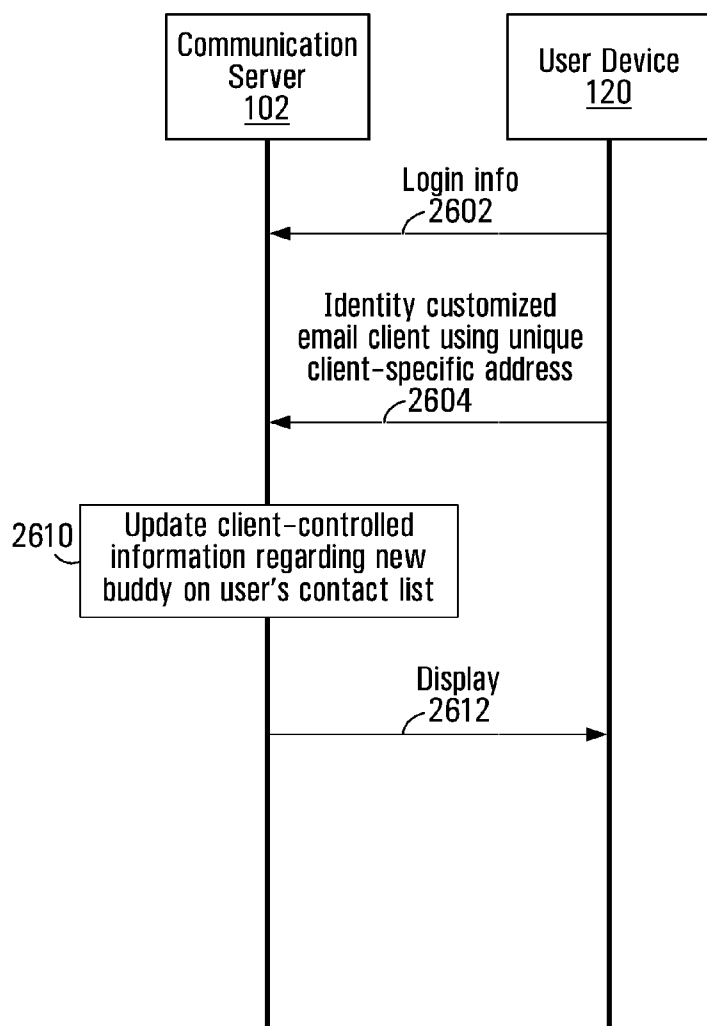 Communication
Server
102
User Device
120
Login info
2602
Identity customized
email client using unique
client-specific address
2604
2610
Update client-controlled
information regarding new
buddy on user's contact list
Display
2612